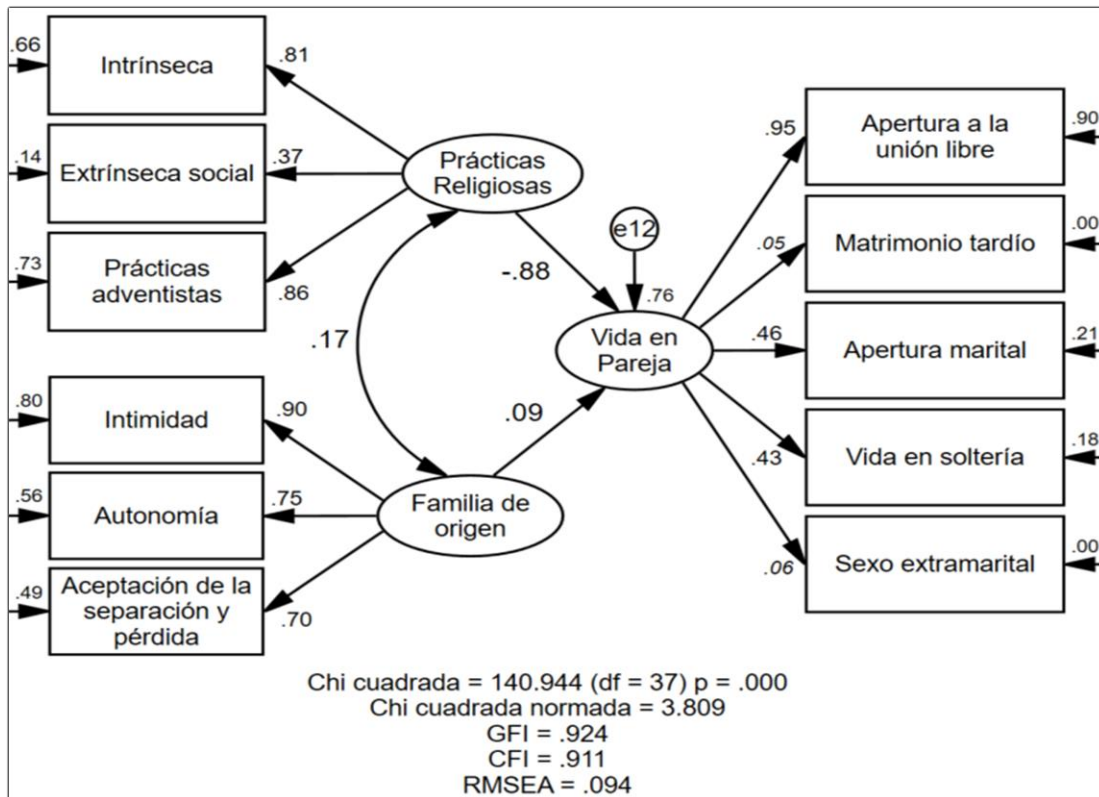 .66
Intrínseca
.81
.14
Extrínseca social
.37
.73
Prácticas
adventistas
.86
Prácticas
Religiosas
-.88
.17
e12
.76
Vida en
Pareja
.09
.80
Intimidad
.90
.56
Autonomía
.75
.49
Aceptación de la
separación y
pérdida
.70
Familia de
origen
.95
Apertura a la
unión libre
.90
.05
Matrimonio tardío
.00
.46
Apertura marital
.21
.43
Vida en soltería
.18
.06
Sexo extramarital
.00
Chi cuadrada = 140.944 (df = 37) p = .000
Chi cuadrada normada = 3.809
GFI = .924
CFI = .911
RMSEA = .094